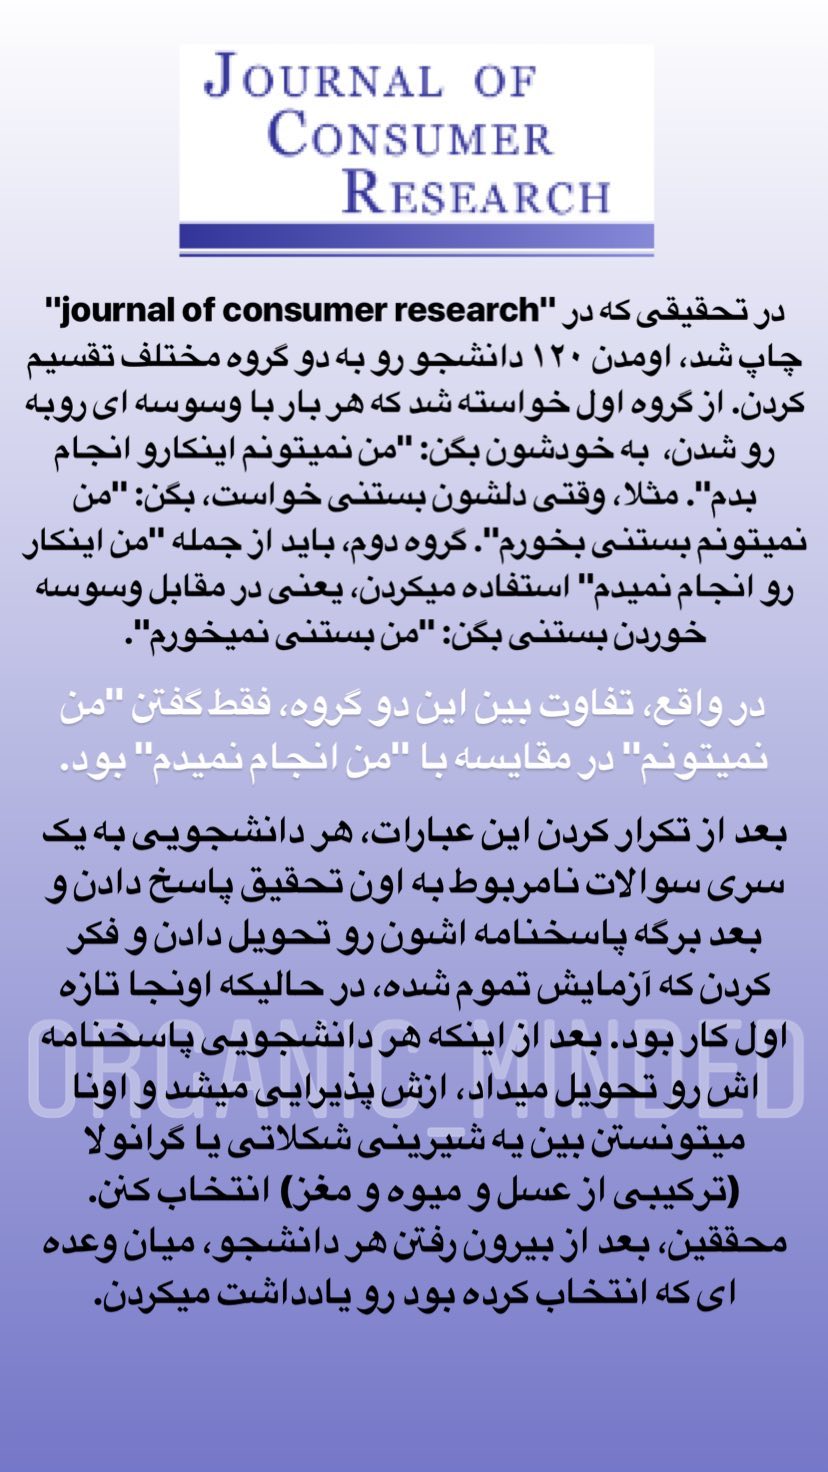 JOURNAL OF
CONSUMER
RESEARCH
در تحقیقی که در "journal of consumer research"
چاپ شد، اومدن ۱۲۰ دانشجو رو به دو گروه مختلف تقسیم
کردن. از گروه اول خواسته شد که هر بار با وسوسه ای روبه
رو شدن، به خودشون بگن: "من نمیتونم اینکارو انجام
بدم". مثلا، وقتی دلشون بستنی خواست، بگن: "من
نمیتونم بستنی بخورم". گروه دوم، باید از جمله "من اینکار
رو انجام نمیدم" استفاده میکردن، یعنی در مقابل وسوسه
خوردن بستنی بگن: "من بستنی نمیخورم".
در واقع، تفاوت بین این دو گروه، فقط گفتن "من
نمیتونم" در مقایسه با "من انجام نمیدم" بود.
بعد از تکرار کردن این عبارات، هر دانشجویی به یک
سری سوالات نامربوط به اون تحقیق پاسخ دادن و
بعد برگه پاسخنامه اشون رو تحویل دادن و فکر
کردن که آزمایش تموم شده، در حالیکه اونجا تازه
اول کار بود. بعد از اینکه هر دانشجویی پاسخنامه
اش رو تحویل میداد، ازش پذیرایی میشد و اونا
میتونستن بین یه شیرینی شکلاتی یا گرانولا
(ترکیبی از عسل و میوه و مغز) انتخاب کنن.
محققین، بعد از بیرون رفتن هر دانشجو، میان وعده
ای که انتخاب کرده بود رو یادداشت میکردن.
ORGANIC_MINDED